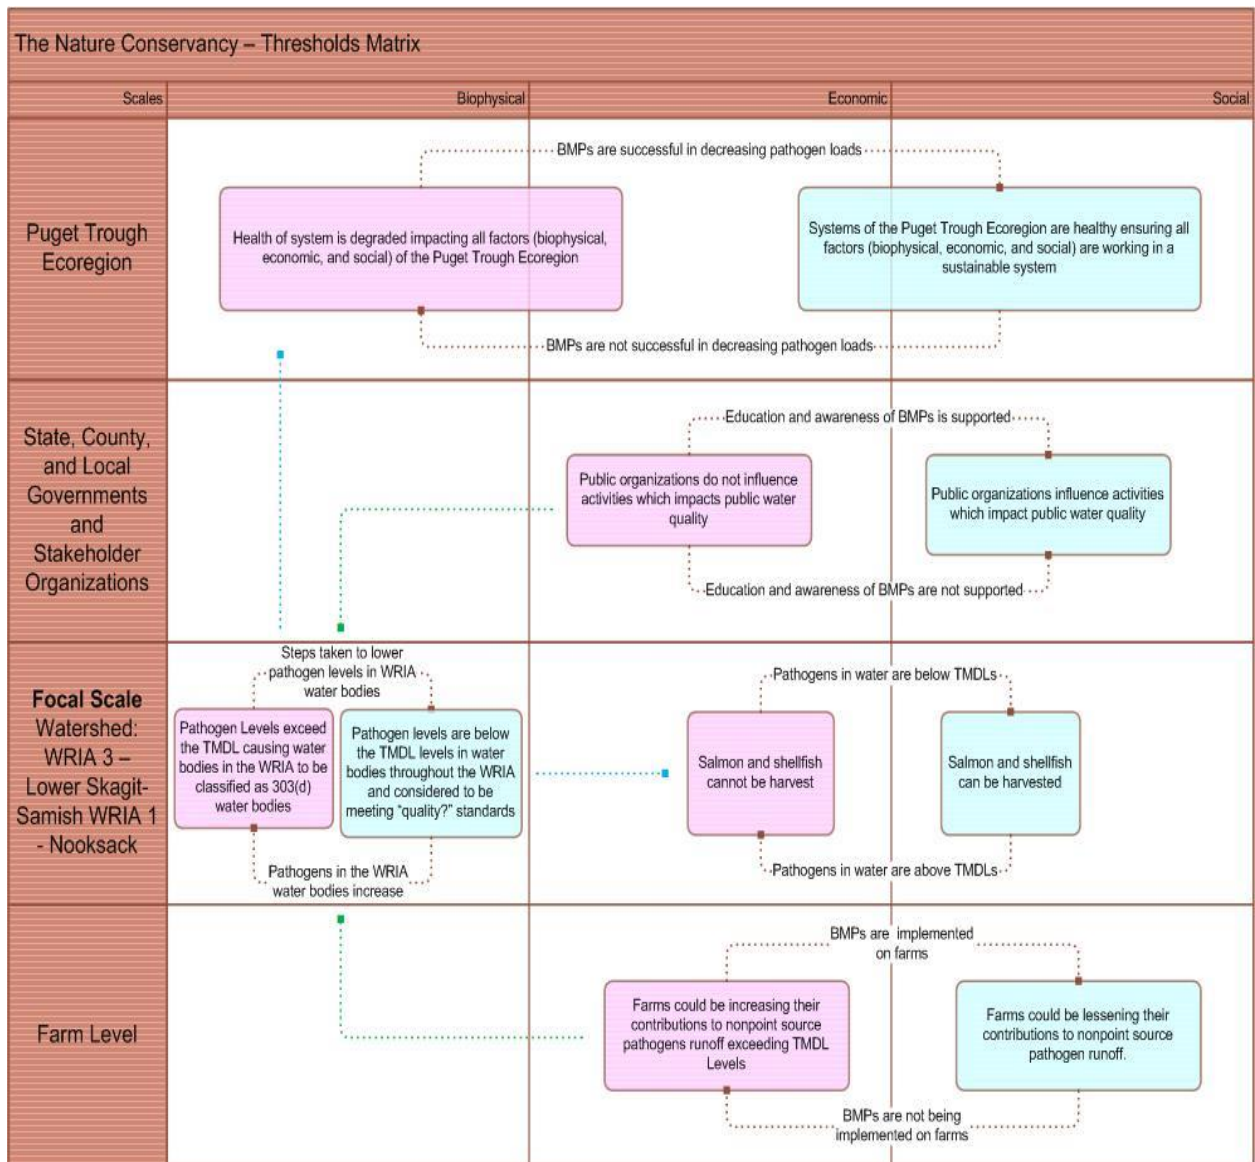 The Nature Conservancy – Thresholds Matrix
Scales
Biophysical
Economic
Social
Puget Trough
Ecoregion
BMPs are successful in decreasing pathogen loads
Health of system is degraded impacting all factors (biophysical,
economic, and social) of the Puget Trough Ecoregion
Systems of the Puget Trough Ecoregion are healthy ensuring all
factors (biophysical, economic, and social) are working in a
sustainable system
BMPs are not successful in decreasing pathogen loads
State, County,
and Local
Governments
and
Stakeholder
Organizations
Education and awareness of BMPs is supported
Public organizations do not influence
activities which impacts public water
quality
Public organizations influence activities
which impact public water quality
Education and awareness of BMPs are not supported
Focal Scale
Watershed:
WRIA 3 –
Lower Skagit-
Samish WRIA 1
- Nooksack
Steps taken to lower
pathogen levels in WRIA
water bodies
Pathogen Levels exceed
the TMDL causing water
bodies in the WRIA to be
classified as 303(d)
water bodies
Pathogen levels are below
the TMDL levels in water
bodies throughout the WRIA
and considered to be
meeting “quality?” standards
Pathogens in the WRIA
water bodies increase
Pathogens in water are below TMDLs
Salmon and shellfish
cannot be harvest
Salmon and shellfish
can be harvested
Pathogens in water are above TMDLs
Farm Level
BMPs are implemented
on farms
Farms could be increasing their
contributions to nonpoint source
pathogens runoff exceeding TMDL
Levels
Farms could be lessening their
contributions to nonpoint source
pathogen runoff.
BMPs are not being
implemented on farms